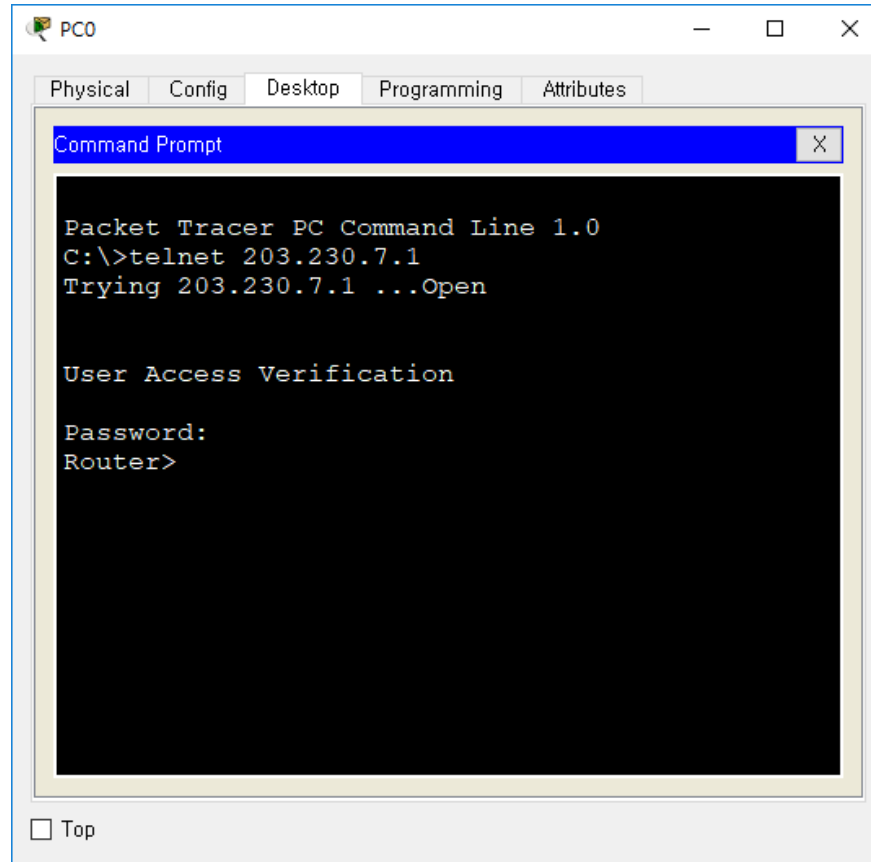 PC0
Physical Config Desktop Programming Attributes
Command Prompt X
Packet Tracer PC Command Line 1.0
C:\>telnet 203.230.7.1
Trying 203.230.7.1 ...Open
User Access Verification
Password:
Router>
Top